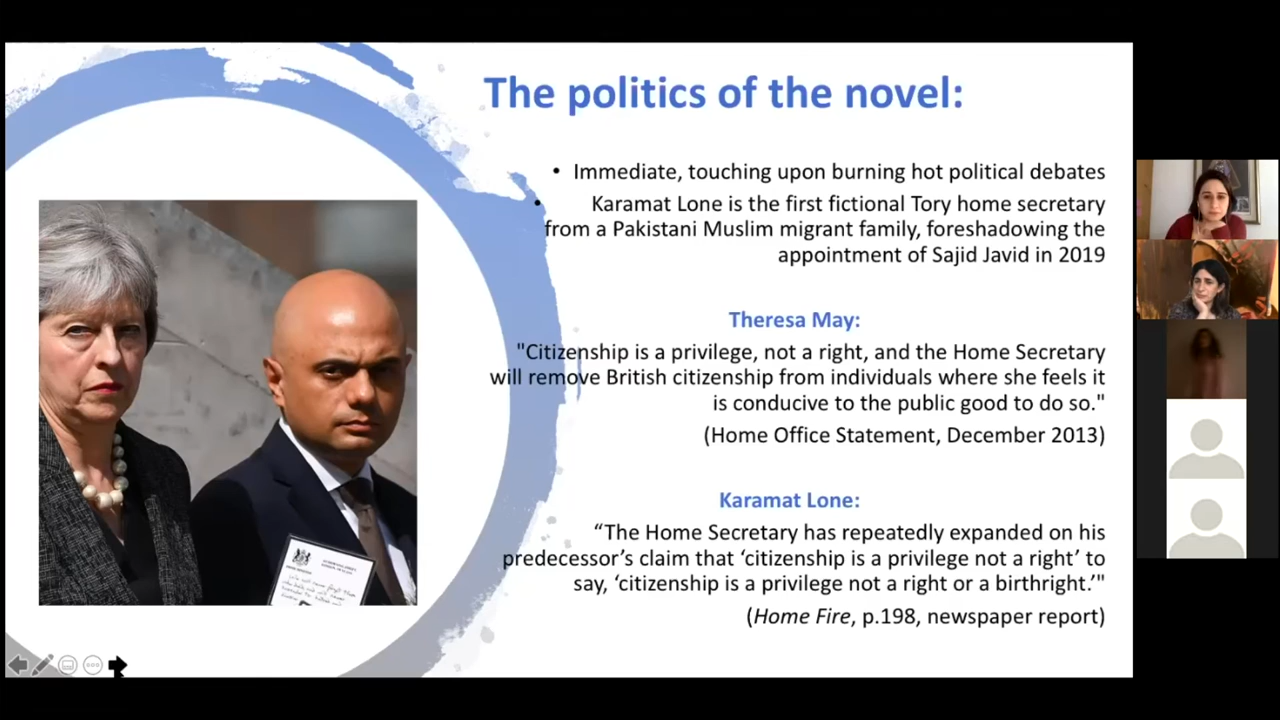 The politics of the novel:
• Immediate, touching upon burning hot political debates
• Karamat Lone is the first fictional Tory home secretary
from a Pakistani Muslim migrant family, foreshadowing the
appointment of Sajid Javid in 2019
Theresa May:
"Citizenship is a privilege, not a right, and the Home Secretary
will remove British citizenship from individuals where she feels it
is conducive to the public good to do so."
(Home Office Statement, December 2013)
Karamat Lone:
“The Home Secretary has repeatedly expanded on his
predecessor’s claim that ‘citizenship is a privilege not a right’ to
say, ‘citizenship is a privilege not a right or a birthright.’"
(Home Fire, p.198, newspaper report)